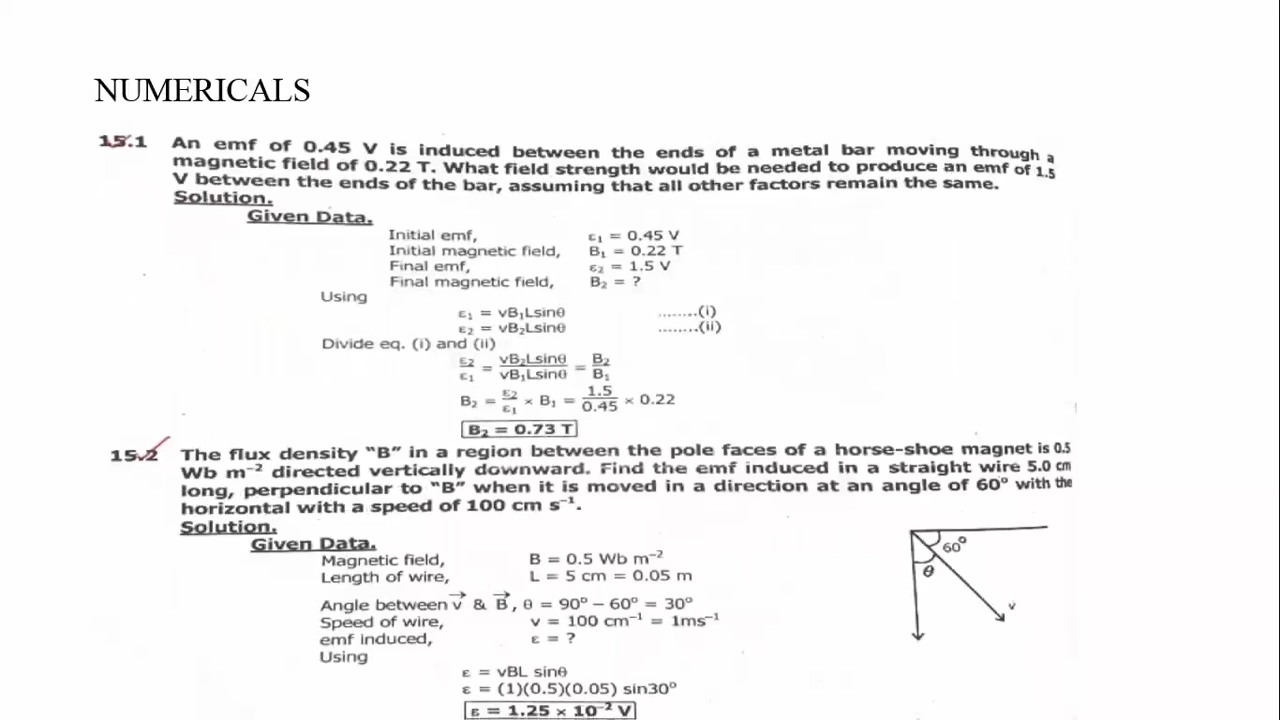 NUMERICALS
15.1 An emf of 0.45 V is induced between the ends of a metal bar moving through a
magnetic field of 0.22 T. What field strength would be needed to produce an emf of 1.5
V between the ends of the bar, assuming that all other factors remain the same.
Solution.
Given Data.
Initial emf, ε₁ = 0.45 V
Initial magnetic field, B₁ = 0.22 T
Final emf, ε₂ = 1.5 V
Final magnetic field, B₂ = ?
Using
ε₁ = vB₁Lsinθ ........(i)
ε₂ = vB₂Lsinθ ........(ii)
Divide eq. (i) and (ii)
ε₂/ε₁ = vB₂Lsinθ/vB₁Lsinθ = B₂/B₁
B₂ = ε₂/ε₁ × B₁ = 1.5/0.45 × 0.22
B₂ = 0.73 T
15.2 The flux density “B” in a region between the pole faces of a horse-shoe magnet is 0.5
Wb m⁻² directed vertically downward. Find the emf induced in a straight wire 5.0 cm
long, perpendicular to “B” when it is moved in a direction at an angle of 60° with the
horizontal with a speed of 100 cm s⁻¹.
Solution.
Given Data.
Magnetic field, B = 0.5 Wb m⁻²
Length of wire, L = 5 cm = 0.05 m
Angle between v⃗ & B⃗, θ = 90° – 60° = 30°
Speed of wire, v = 100 cm⁻¹ = 1ms⁻¹
emf induced, ε = ?
Using
ε = vBL sinθ
ε = (1)(0.5)(0.05) sin30°
ε = 1.25 × 10⁻² V
60°
θ
v